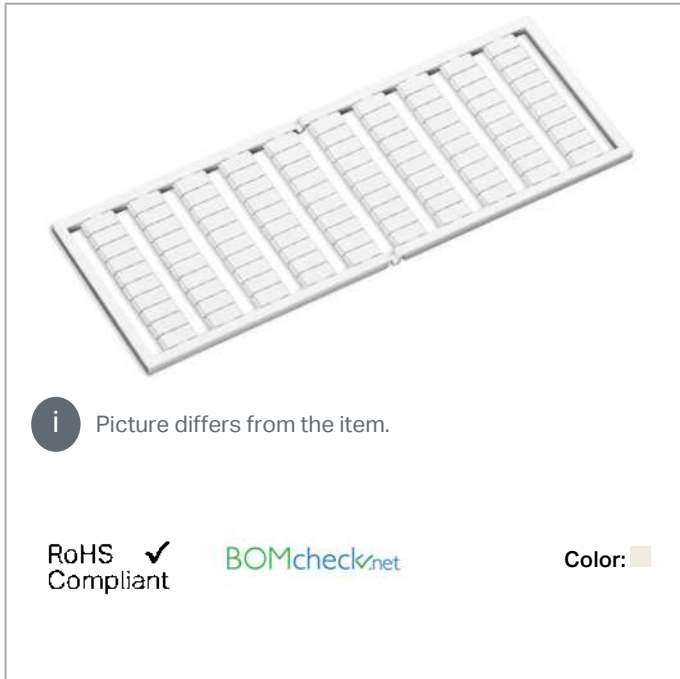 i Picture differs from the item.
RoHS ✓
Compliant
BOMcheck.net
Color: